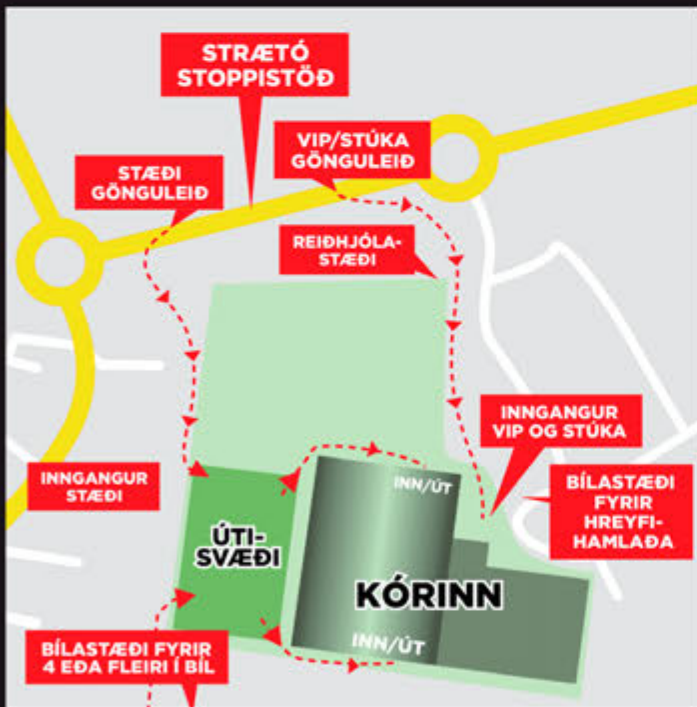 STRÆTÓ
STOPPISTÖÐ
VIP/STÚKA
GÖNGULEIÐ
STÆÐI
GÖNGULEIÐ
REIÐHJÓLA-
STÆÐI
INNGANGUR
VIP OG STÚKA
INNGANGUR
STÆÐI
INN/ÚT
BÍLASTÆÐI
FYRIR
HREYFI-
HAMLAÐA
ÚTI-
SVÆÐI
KÓRINN
INN/ÚT
BÍLASTÆÐI FYRIR
4 EÐA FLEIRI Í BÍL